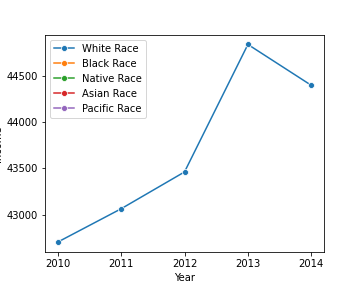 White Race
Black Race
Native Race
Asian Race
Pacific Race
44500
44000
43500
43000
2010
2011
2012
2013
2014
Year